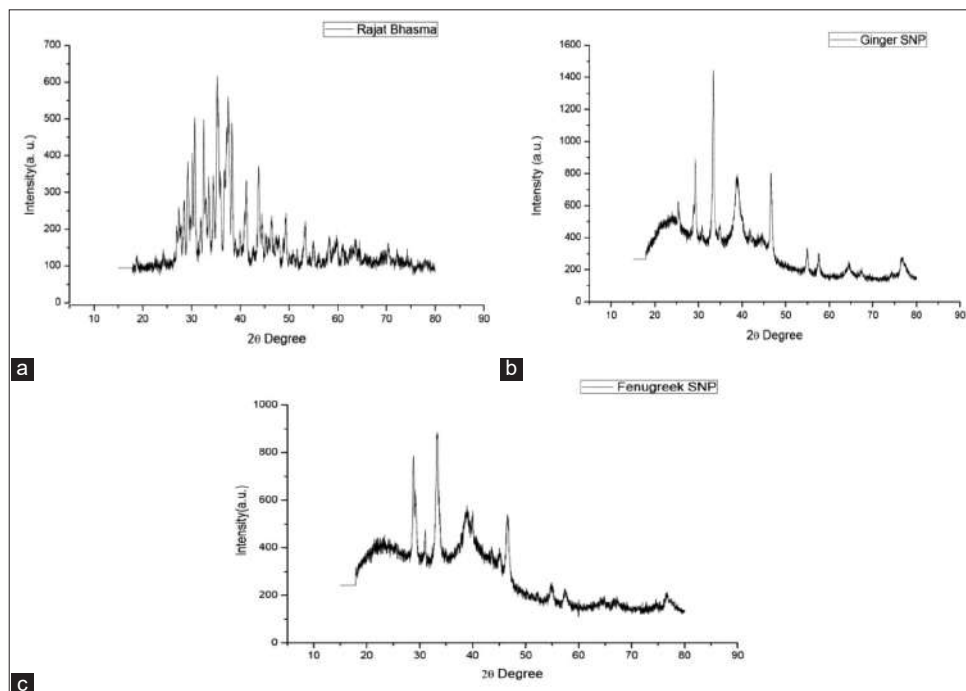 Rajat Bhasma
700
600
500
400
300
200
100
0
Intensity(a. u.)
10 20 30 40 50 60 70 80 90
2θ Degree
a
Ginger SNP
1600
1400
1200
1000
800
600
400
200
0
Intensity (a.u.)
10 20 30 40 50 60 70 80 90
2θ Degree
b
Fenugreek SNP
1000
800
600
400
200
0
Intensity(a.u.)
10 20 30 40 50 60 70 80 90
2θ Degree
c